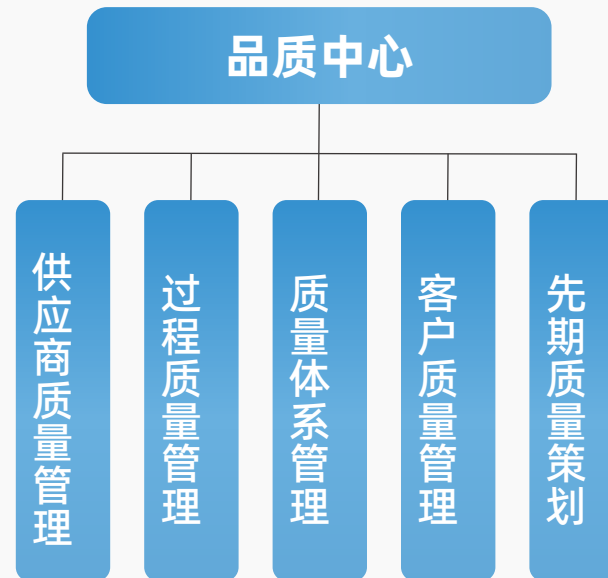 品质中心
供应商质量管理
过程质量管理
质量体系管理
客户质量管理
先期质量策划